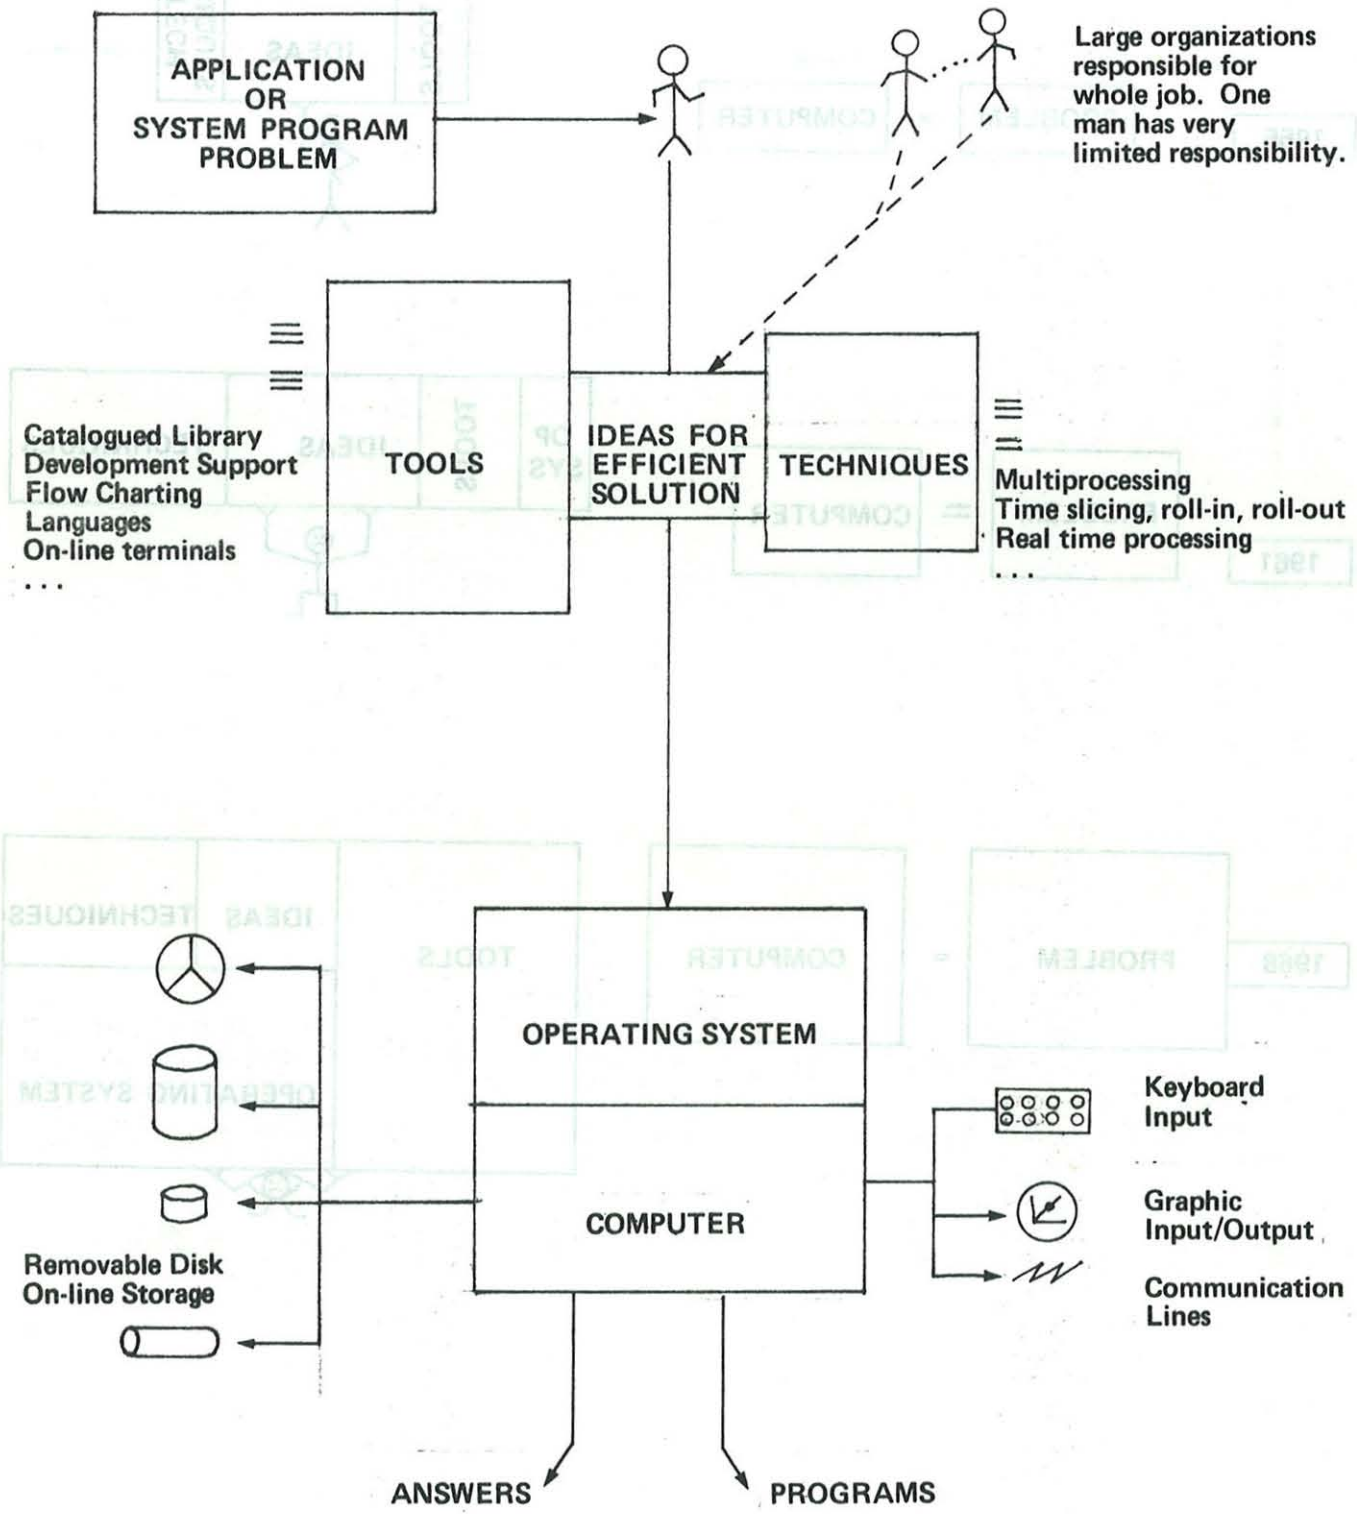 APPLICATION
OR
SYSTEM PROGRAM
PROBLEM
Large organizations
responsible for
whole job. One
man has very
limited responsibility.
Catalogued Library
Development Support
Flow Charting
Languages
On-line terminals
...
TOOLS
IDEAS FOR
EFFICIENT
SOLUTION
TECHNIQUES
Multiprocessing
Time slicing, roll-in, roll-out
Real time processing
...
OPERATING SYSTEM
COMPUTER
Removable Disk
On-line Storage
Keyboard
Input
Graphic
Input/Output
Communication
Lines
ANSWERS
PROGRAMS